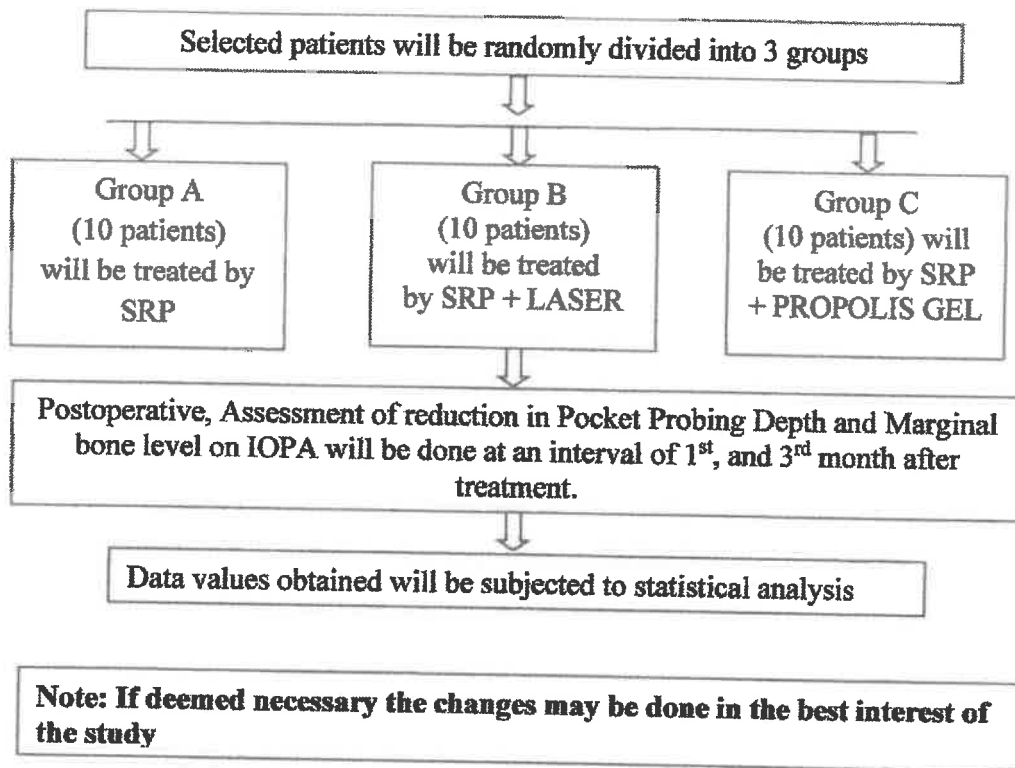 Selected patients will be randomly divided into 3 groups
Group A
(10 patients)
will be treated by
SRP
Group B
(10 patients)
will be treated
by SRP + LASER
Group C
(10 patients) will
be treated by SRP
+ PROPOLIS GEL
Postoperative, Assessment of reduction in Pocket Probing Depth and Marginal
bone level on IOPA will be done at an interval of 1st, and 3rd month after
treatment.
Data values obtained will be subjected to statistical analysis
Note: If deemed necessary the changes may be done in the best interest of
the study